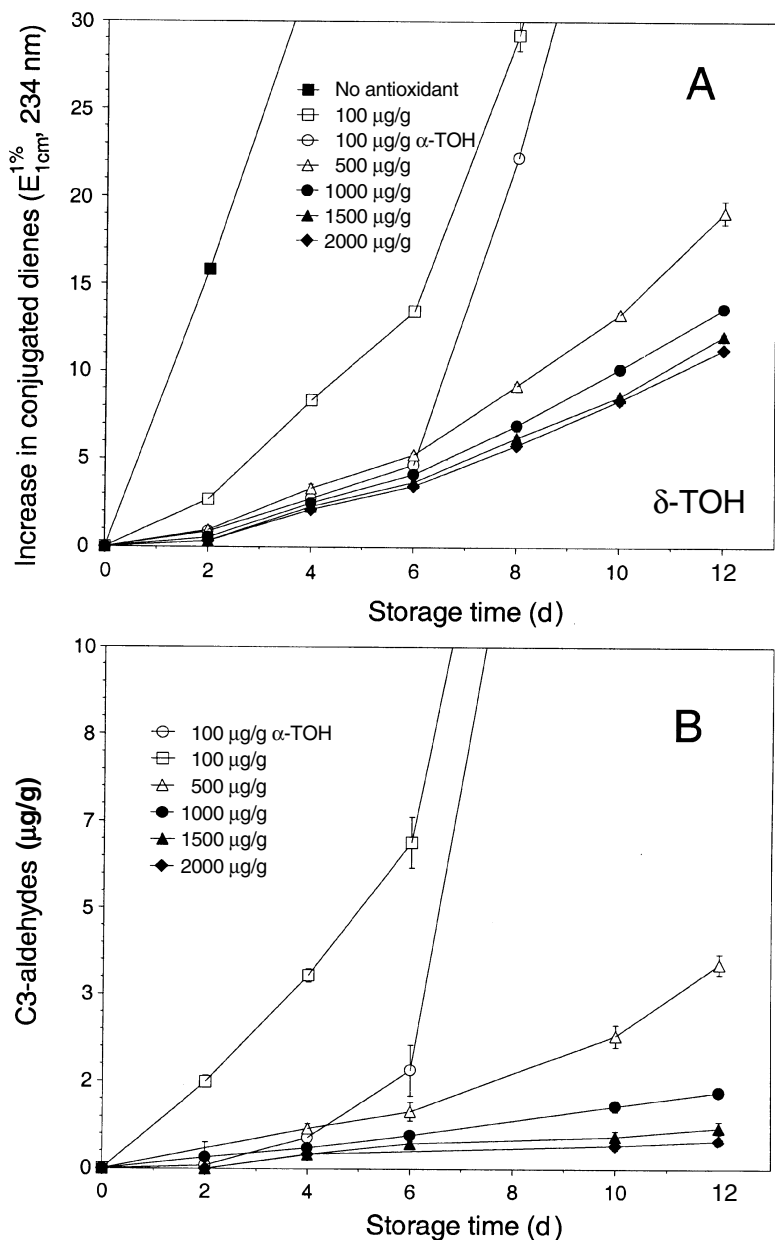 30
25
20
15
10
5
0
Increase in conjugated dienes (E1%1cm, 234 nm)
A
No antioxidant
100 μg/g
100 μg/g α-TOH
500 μg/g
1000 μg/g
1500 μg/g
2000 μg/g
δ-TOH
0 2 4 6 8 10 12
Storage time (d)
10
8
7
5
3
2
0
C3-aldehydes (μg/g)
B
100 μg/g α-TOH
100 μg/g
500 μg/g
1000 μg/g
1500 μg/g
2000 μg/g
0 2 4 6 8 10 12
Storage time (d)